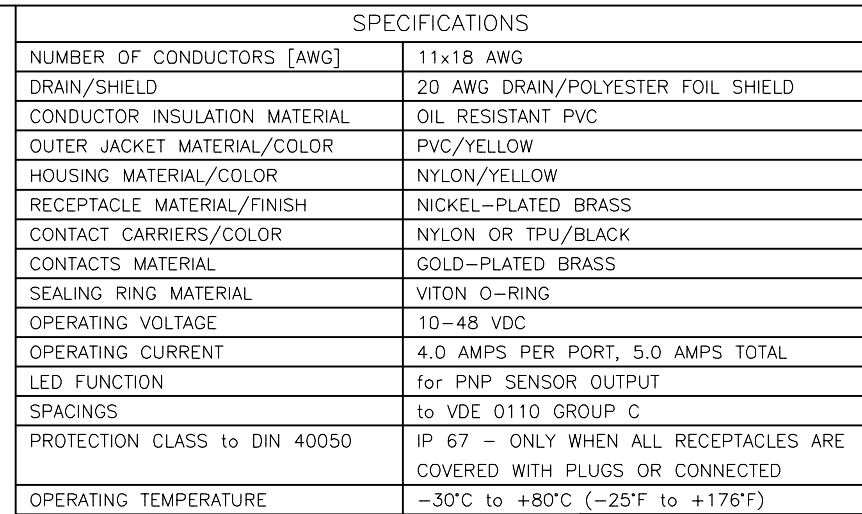 SPECIFICATIONS
NUMBER OF CONDUCTORS [AWG] 11x18 AWG
DRAIN/SHIELD 20 AWG DRAIN/POLYESTER FOIL SHIELD
CONDUCTOR INSULATION MATERIAL OIL RESISTANT PVC
OUTER JACKET MATERIAL/COLOR PVC/YELLOW
HOUSING MATERIAL/COLOR NYLON/YELLOW
RECEPTACLE MATERIAL/FINISH NICKEL-PLATED BRASS
CONTACT CARRIERS/COLOR NYLON OR TPU/BLACK
CONTACTS MATERIAL GOLD-PLATED BRASS
SEALING RING MATERIAL VITON O-RING
OPERATING VOLTAGE 10-48 VDC
OPERATING CURRENT 4.0 AMPS PER PORT, 5.0 AMPS TOTAL
LED FUNCTION for PNP SENSOR OUTPUT
SPACINGS to VDE 0110 GROUP C
PROTECTION CLASS to DIN 40050 IP 67 - ONLY WHEN ALL RECEPTACLES ARE
COVERED WITH PLUGS OR CONNECTED
OPERATING TEMPERATURE -30°C to +80°C (-25°F to +176°F)